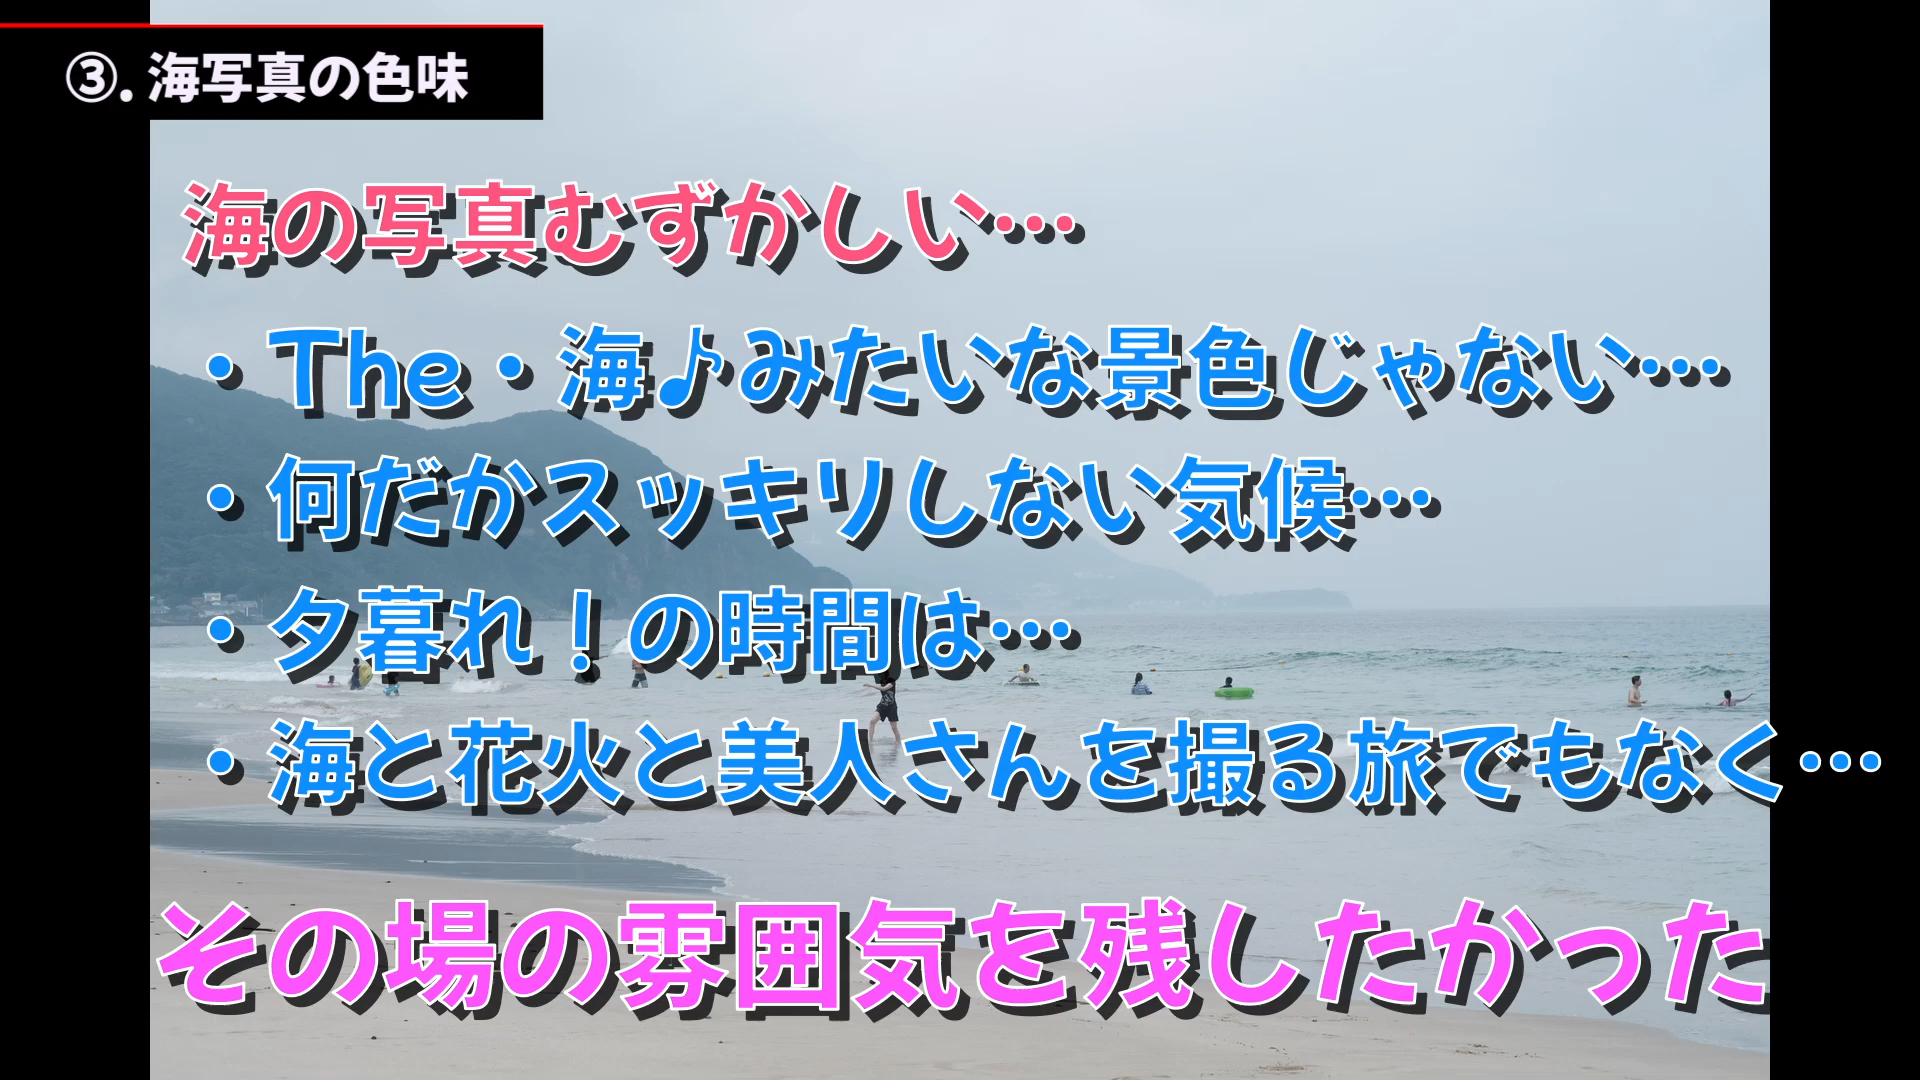 ③. 海写真の色味
海の写真むずかしい…
・The・海♪みたいな景色じゃない…
・何だかスッキリしない気候…
・夕暮れ！の時間は…
・海と花火と美人さんを撮る旅でもなく…
その場の雰囲気を残したかった